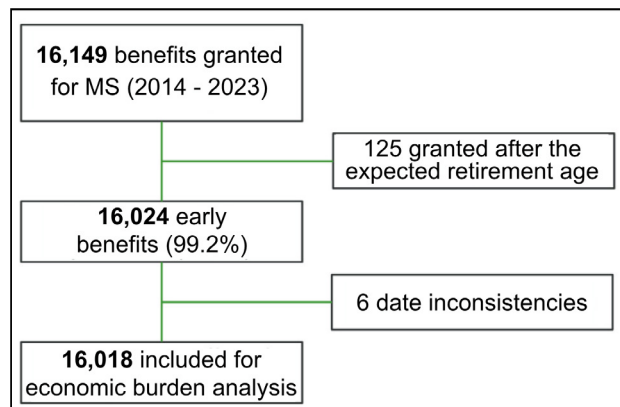 16,149 benefits granted
for MS (2014 - 2023)
125 granted after the
expected retirement age
16,024 early
benefits (99.2%)
6 date inconsistencies
16,018 included for
economic burden analysis